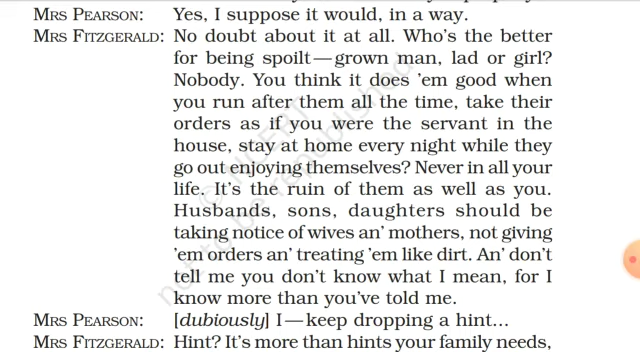 MRS PEARSON: Yes, I suppose it would, in a way.
MRS FITZGERALD: No doubt about it at all. Who's the better
for being spoilt—grown man, lad or girl?
Nobody. You think it does 'em good when
you run after them all the time, take their
orders as if you were the servant in the
house, stay at home every night while they
go out enjoying themselves? Never in all your
life. It's the ruin of them as well as you.
Husbands, sons, daughters should be
taking notice of wives an' mothers, not giving
'em orders an' treating 'em like dirt. An' don't
tell me you don't know what I mean, for I
know more than you've told me.
MRS PEARSON: [dubiously] I—keep dropping a hint...
MRS FITZGERALD: Hint? It's more than hints your family needs,
© NCERT
not to be republished